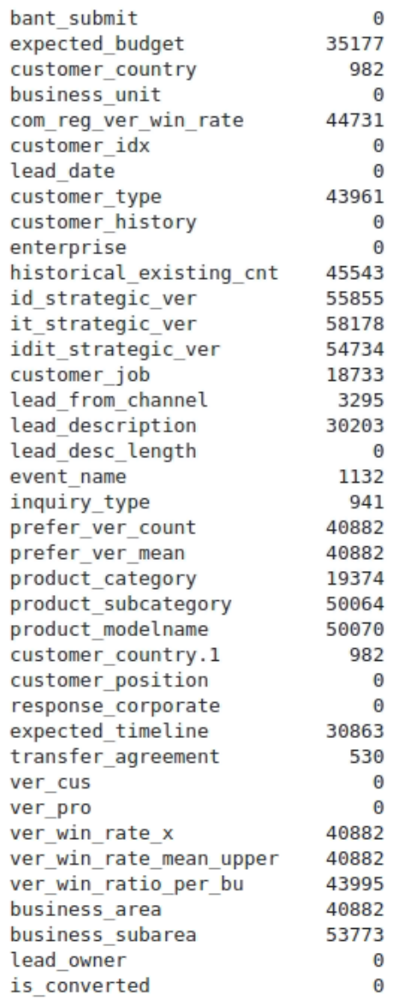 bant_submit 0
expected_budget 35177
customer_country 982
business_unit 0
com_reg_ver_win_rate 44731
customer_idx 0
lead_date 0
customer_type 43961
customer_history 0
enterprise 0
historical_existing_cnt 45543
id_strategic_ver 55855
it_strategic_ver 58178
idit_strategic_ver 54734
customer_job 18733
lead_from_channel 3295
lead_description 30203
lead_desc_length 0
event_name 1132
inquiry_type 941
prefer_ver_count 40882
prefer_ver_mean 40882
product_category 19374
product_subcategory 50064
product_modelname 50070
customer_country.1 982
customer_position 0
response_corporate 0
expected_timeline 30863
transfer_agreement 530
ver_cus 0
ver_pro 0
ver_win_rate_x 40882
ver_win_rate_mean_upper 40882
ver_win_ratio_per_bu 43995
business_area 40882
business_subarea 53773
lead_owner 0
is_converted 0